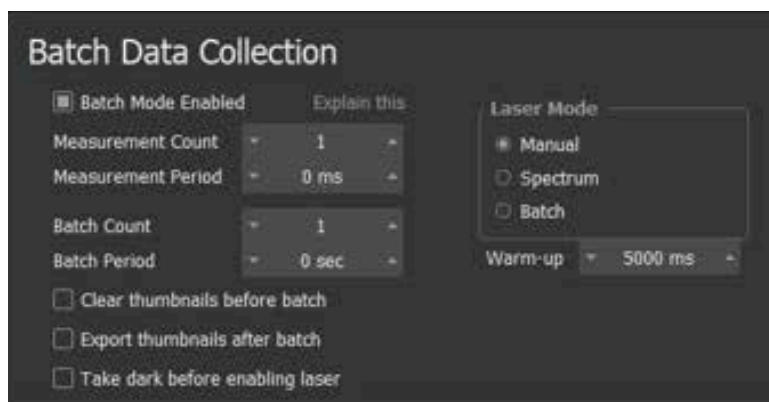 Batch Data Collection
Batch Mode Enabled Explain this
Measurement Count 1
Measurement Period 0 ms
Batch Count 1
Batch Period 0 sec
Clear thumbnails before batch
Export thumbnails after batch
Take dark before enabling laser
Laser Mode
Manual
Spectrum
Batch
Warm-up 5000 ms